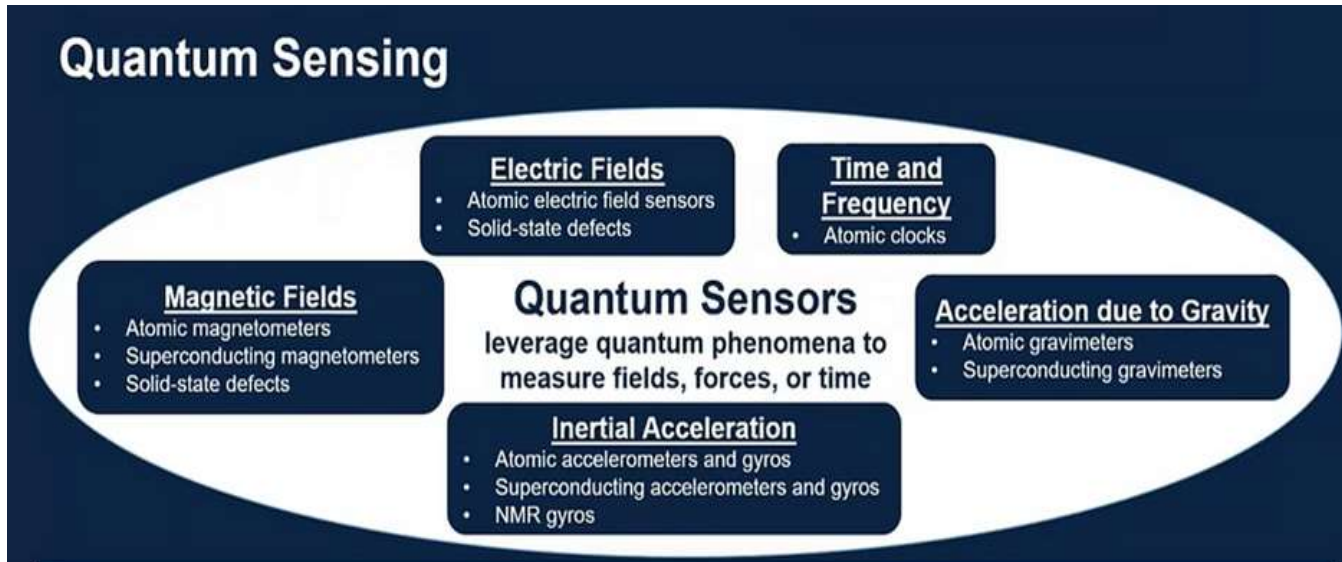 Quantum Sensing
Electric Fields
• Atomic electric field sensors
• Solid-state defects
Time and
Frequency
• Atomic clocks
Magnetic Fields
• Atomic magnetometers
• Superconducting magnetometers
• Solid-state defects
Quantum Sensors
leverage quantum phenomena to
measure fields, forces, or time
Acceleration due to Gravity
• Atomic gravimeters
• Superconducting gravimeters
Inertial Acceleration
• Atomic accelerometers and gyros
• Superconducting accelerometers and gyros
• NMR gyros